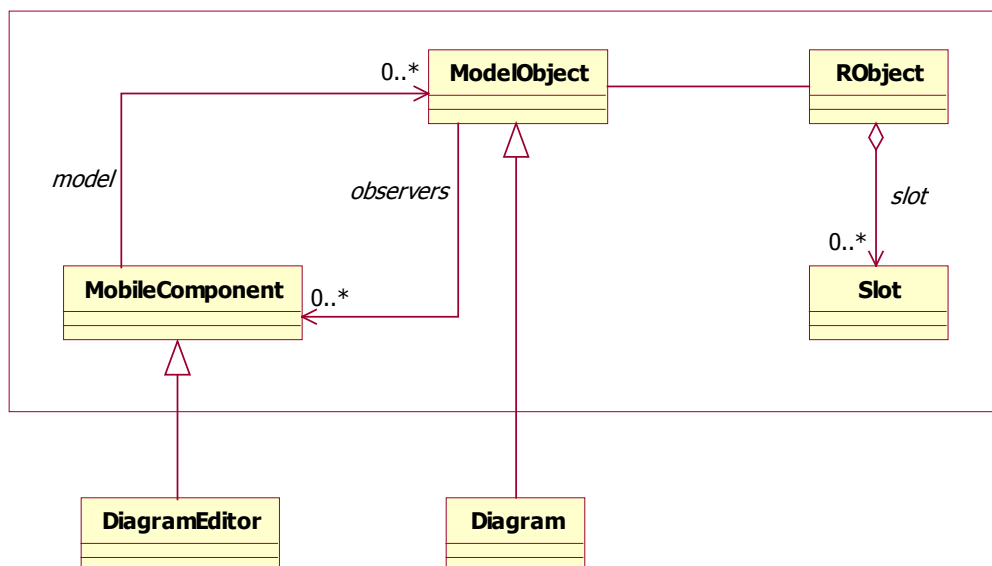 0..*
ModelObject
RObject
model
observers
slot
0..*
MobileComponent
0..*
Slot
DiagramEditor
Diagram